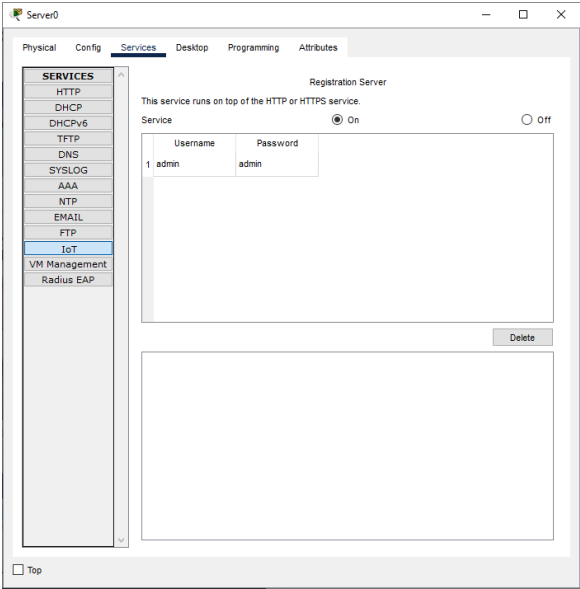 Server0
Physical Config Services Desktop Programming Attributes
SERVICES
HTTP
DHCP
DHCPv6
TFTP
DNS
SYSLOG
AAA
NTP
EMAIL
FTP
IoT
VM Management
Radius EAP
Registration Server
This service runs on top of the HTTP or HTTPS service.
Service On Off
Username Password
1 admin admin
Delete
Top